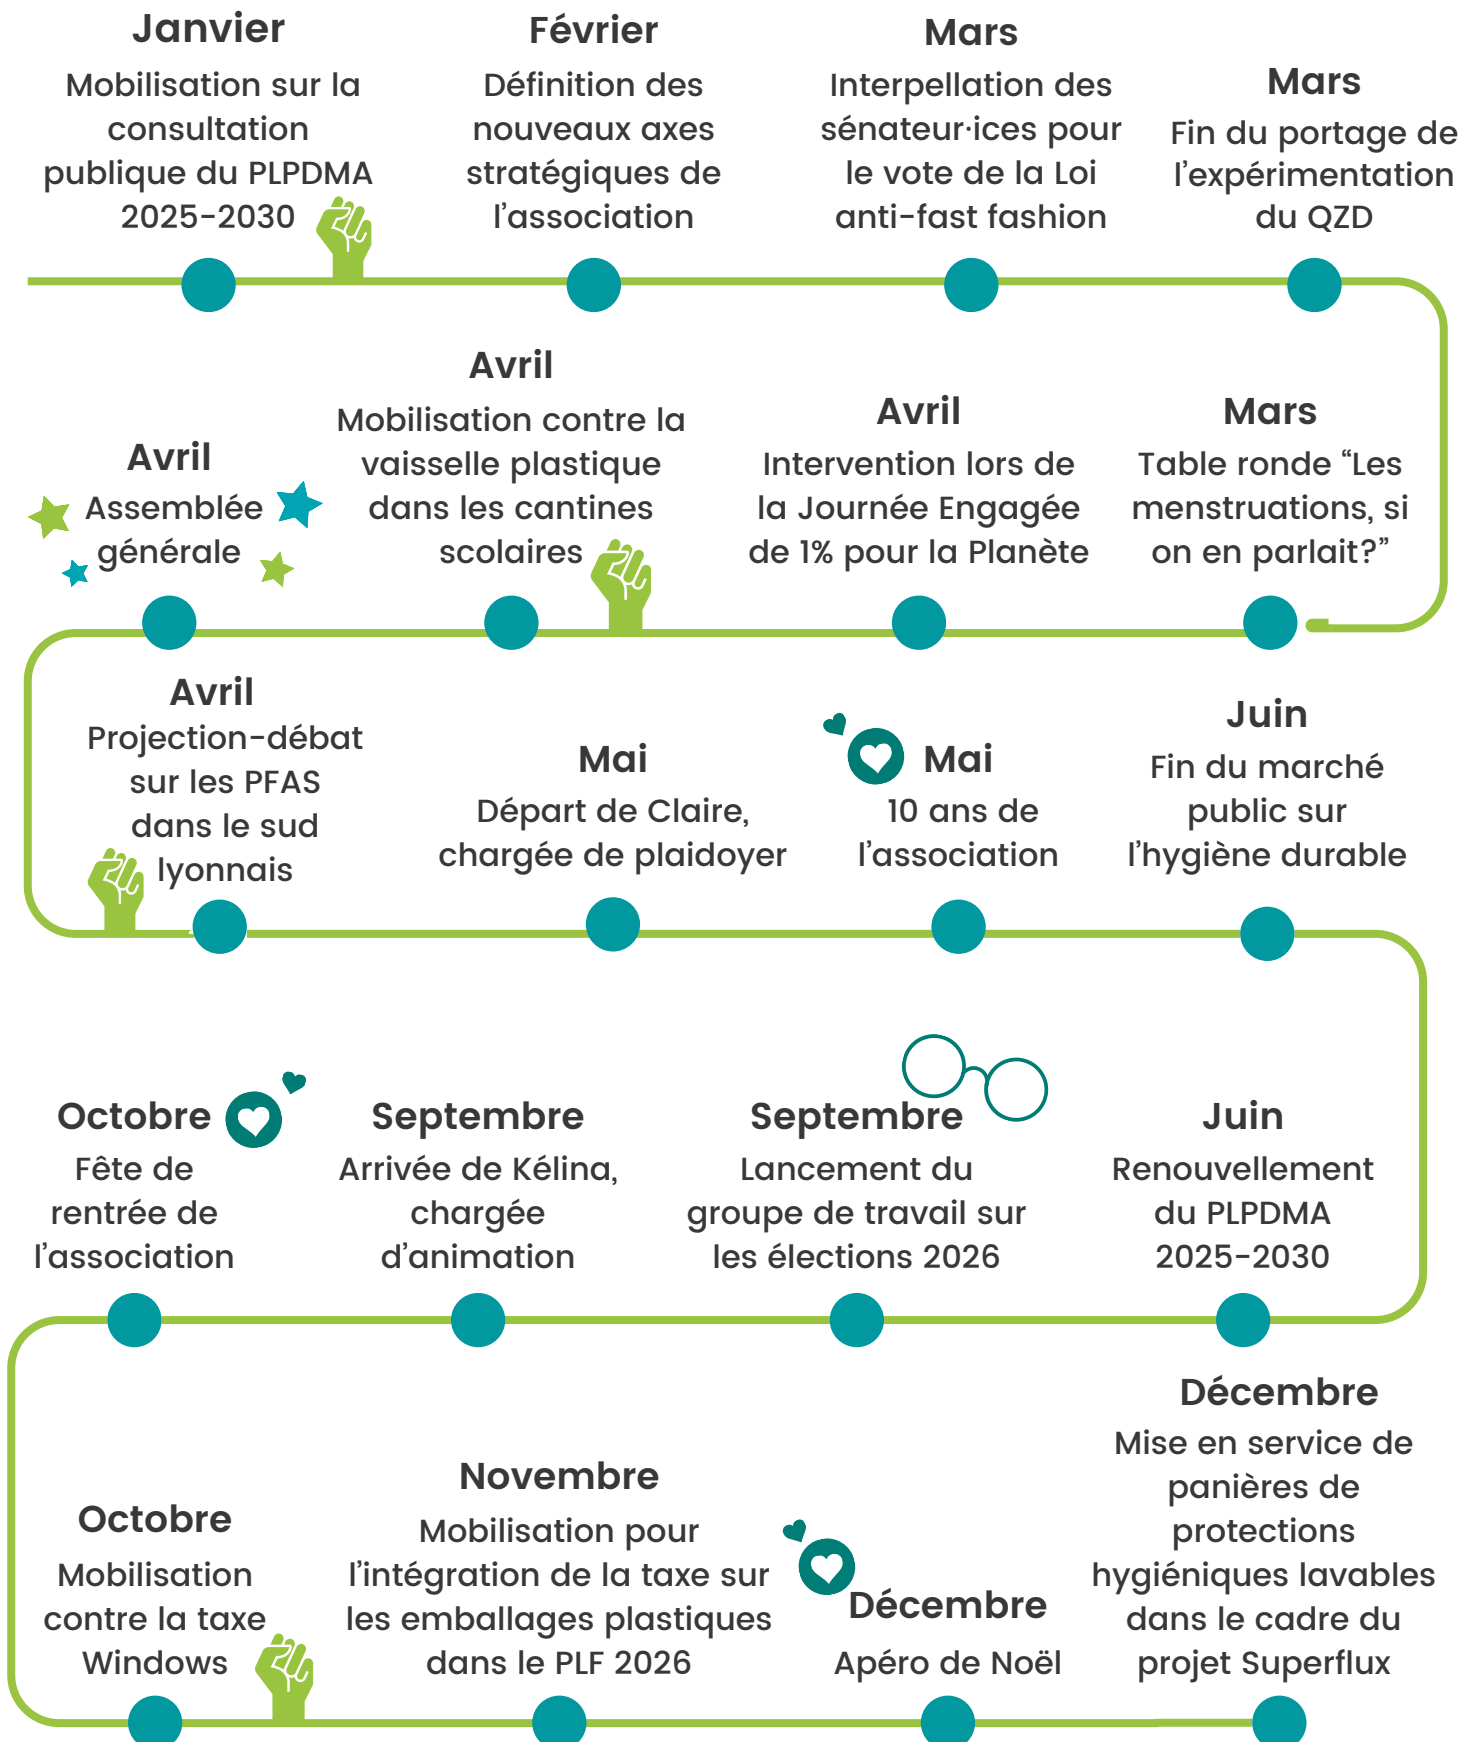 Janvier
Mobilisation sur la
consultation
publique du PLPDMA
2025-2030
Février
Définition des
nouveaux axes
stratégiques de
l'association
Mars
Interpellation des
sénateur·ices pour
le vote de la Loi
anti-fast fashion
Mars
Fin du portage de
l'expérimentation
du QZD
Mars
Table ronde “Les
menstruations, si
on en parlait?”
Avril
Intervention lors de
la Journée Engagée
de 1% pour la Planète
Avril
Mobilisation contre la
vaisselle plastique
dans les cantines
scolaires
Avril
Assemblée
générale
Avril
Projection-débat
sur les PFAS
dans le sud
lyonnais
Mai
Départ de Claire,
chargée de plaidoyer
Mai
10 ans de
l'association
Juin
Fin du marché
public sur
l'hygiène durable
Juin
Renouvellement
du PLPDMA
2025-2030
Septembre
Lancement du
groupe de travail sur
les élections 2026
Septembre
Arrivée de Kélina,
chargée
d'animation
Octobre
Fête de
rentrée de
l'association
Octobre
Mobilisation
contre la taxe
Windows
Novembre
Mobilisation pour
l'intégration de la taxe sur
les emballages plastiques
dans le PLF 2026
Décembre
Apéro de Noël
Décembre
Mise en service de
panières de
protections
hygiéniques lavables
dans le cadre du
projet Superflux